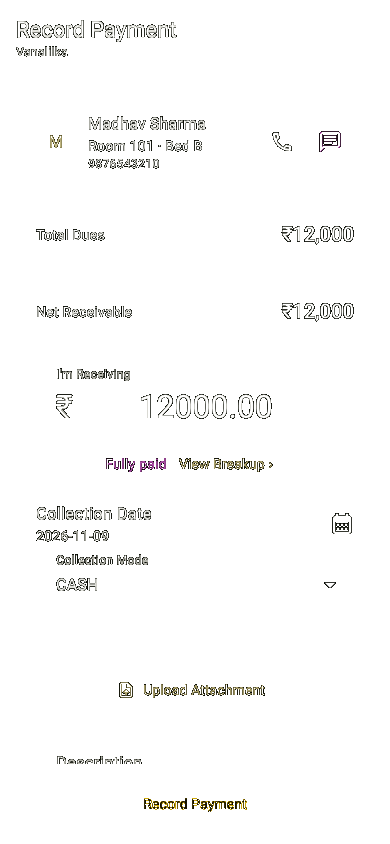 Record Payment
M
Madhav Sharma
Room 101 - Bed B
9876543210
Total Dues
₹12,000
Net Receivable
₹12,000
I'm Receiving
₹ 12000.00
Fully paid View Breakup ›
Collection Date
2026-11-09
Collection Mode
CASH
Upload Attachment
Description
Record Payment